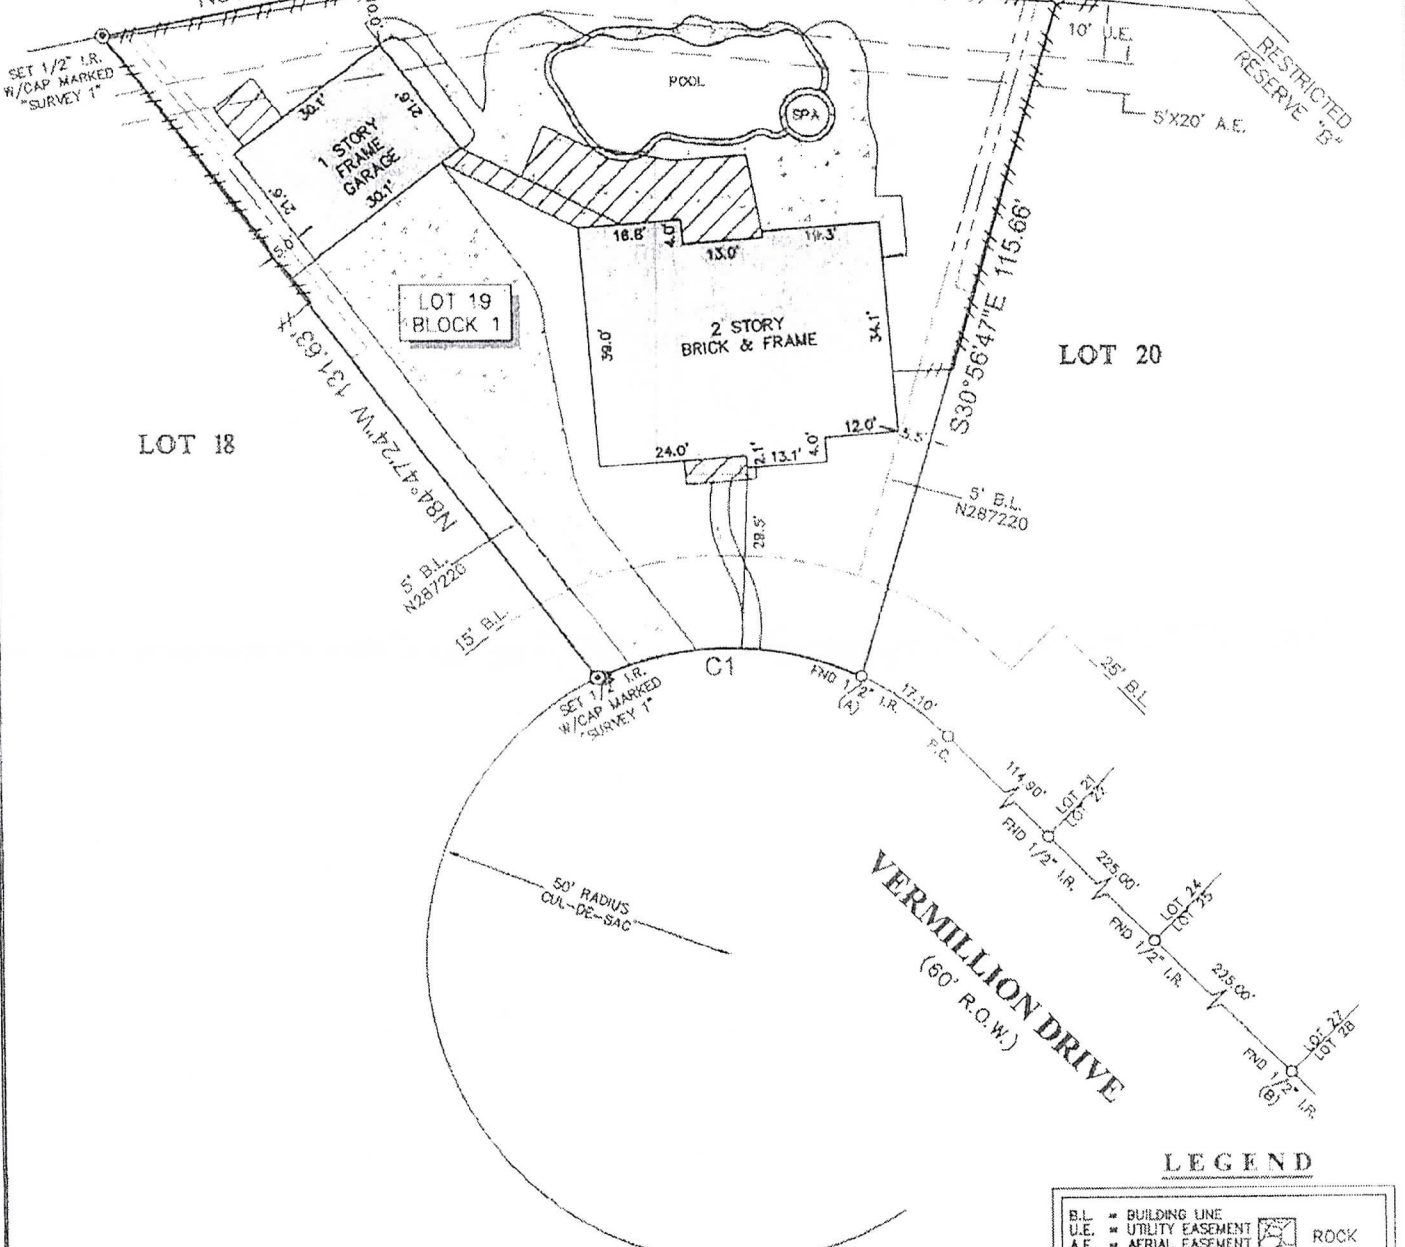 10'
U.E.
SET 1/2" I.R.
W/CAP MARKED
"SURVEY 1"
RESTRICTED
RESERVE "B"
5'X20' A.E.
POOL
SPA
30.1'
21.6'
1 STORY
FRAME
GARAGE
30.1'
21.6'
5.0'
16.8'
4.0'
13.0'
LOT 19
BLOCK 1
39.0'
2 STORY
BRICK & FRAME
34.1'
S30°56'47"E 115.66'
LOT 20
N84°47'24"W 131.63'
LOT 18
24.0'
2.1'
13.1'
4.0'
12.0'
5.5'
5' B.L.
N287220
29.5'
5' B.L.
N287220
15' B.L.
25' B.L.
C1
SET 1/2" I.R.
W/CAP MARKED
"SURVEY 1"
FND 1/2" I.R.
(A)
17.10'
P.C.
114.90'
LOT 21
LOT 22
FND 1/2" I.R.
225.00'
LOT 24
LOT 25
FND 1/2" I.R.
225.00'
LOT 27
LOT 28
FND 1/2" I.R.
(B)
50' RADIUS
CUL-DE-SAC
VERMILLION DRIVE
(60' R.O.W.)
LEGEND
B.L. = BUILDING LINE
U.E. = UTILITY EASEMENT
A.E. = AERIAL EASEMENT
ROCK